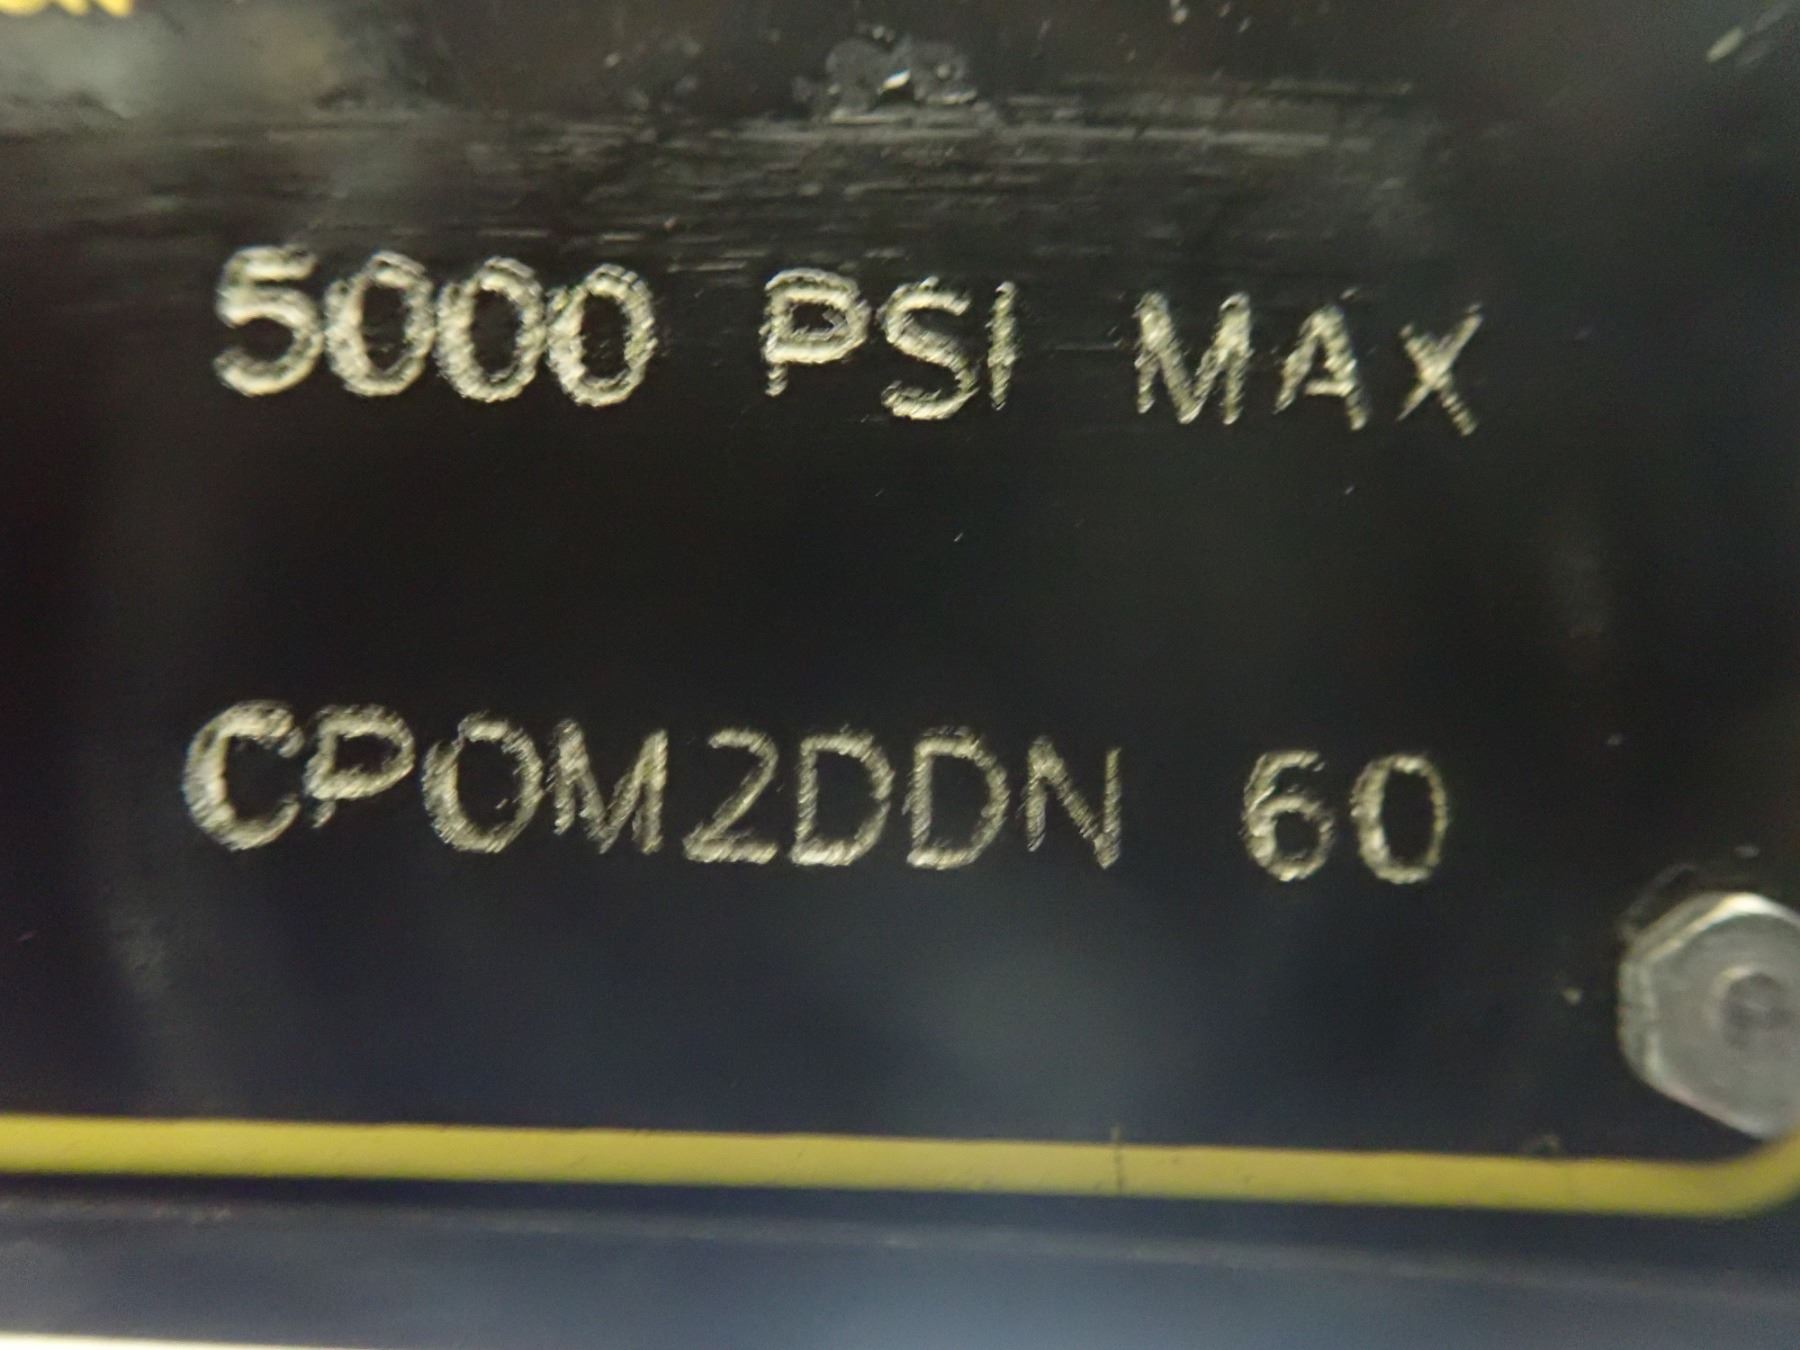 5000 PSI MAX
CPOM2DDN 60